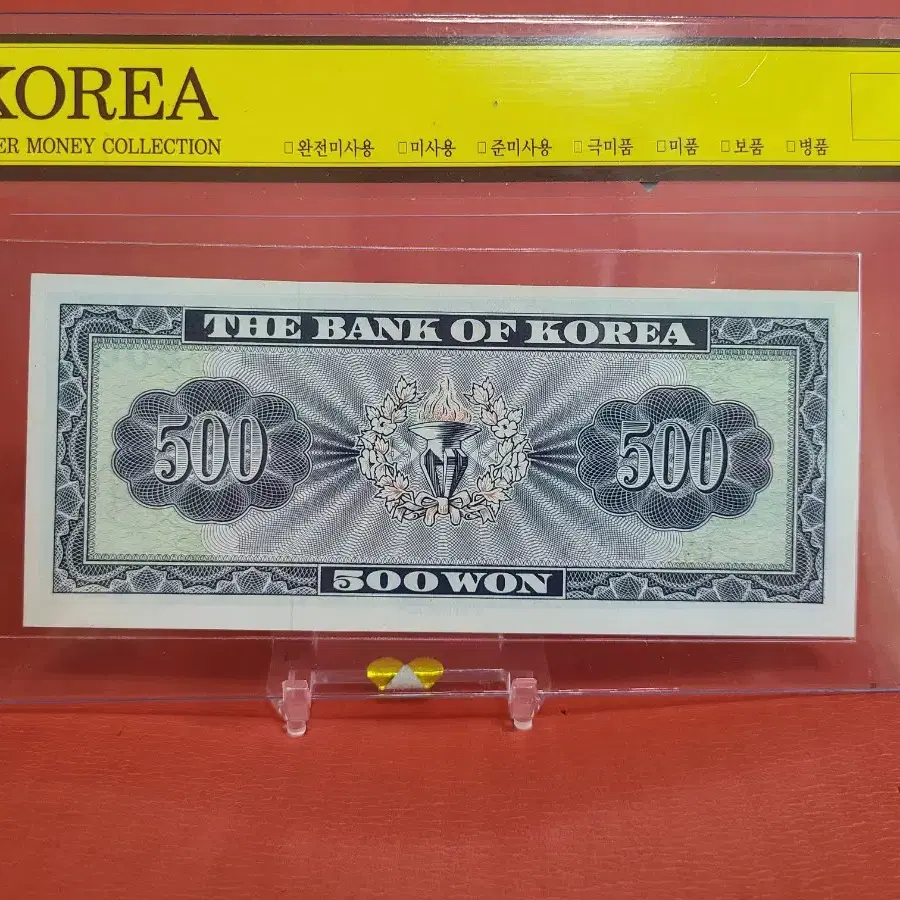 KOREA
ER MONEY COLLECTION
□완전미사용 □미사용 □준미사용 □극미품 □미품 □보품 □병품
THE BANK OF KOREA
500 500
500 WON